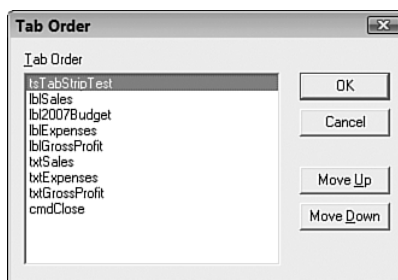 Tab Order
Tab Order
tsTabStripTest
lblSales
lbl2007Budget
lblExpenses
lblGrossProfit
txtSales
txtExpenses
txtGrossProfit
cmdClose
OK
Cancel
Move Up
Move Down